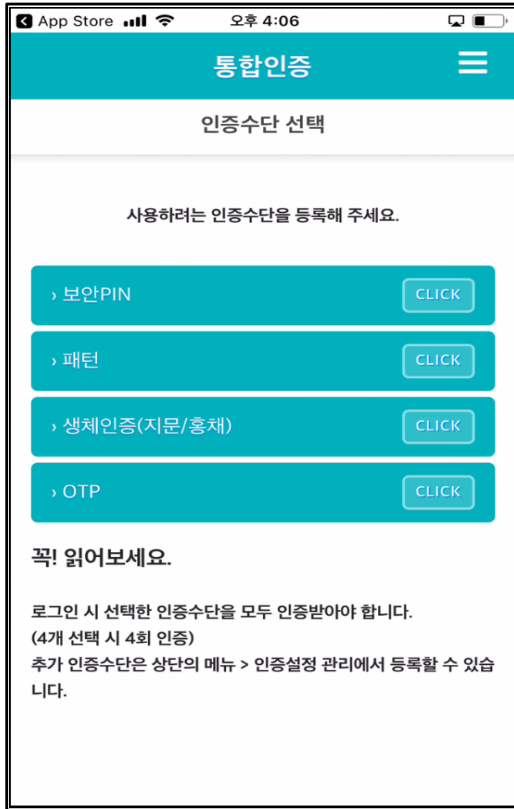 App Store 오후 4:06
통합인증
인증수단 선택
사용하려는 인증수단을 등록해 주세요.
› 보안PIN CLICK
› 패턴 CLICK
› 생체인증(지문/홍채) CLICK
› OTP CLICK
꼭! 읽어보세요.
로그인 시 선택한 인증수단을 모두 인증받아야 합니다.
(4개 선택 시 4회 인증)
추가 인증수단은 상단의 메뉴 > 인증설정 관리에서 등록할 수 있습
니다.